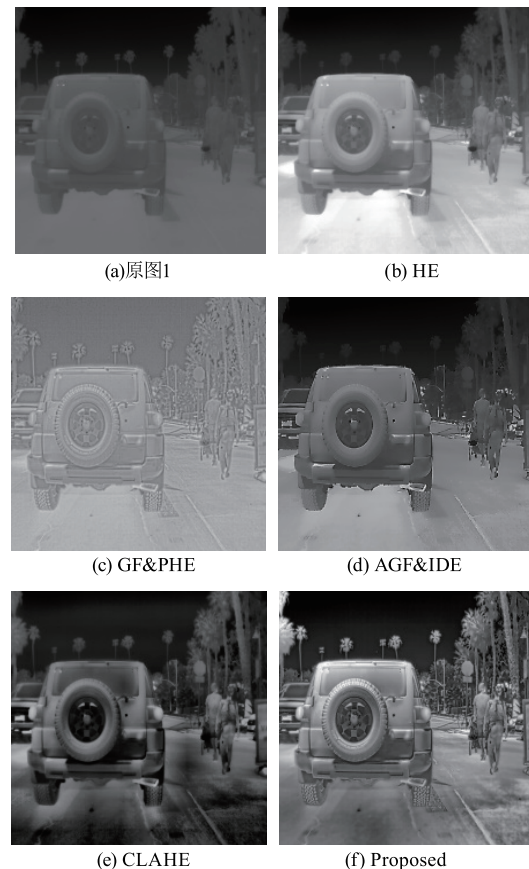 (a)原图1
(b) HE
(c) GF&PHE
(d) AGF&IDE
(e) CLAHE
(f) Proposed